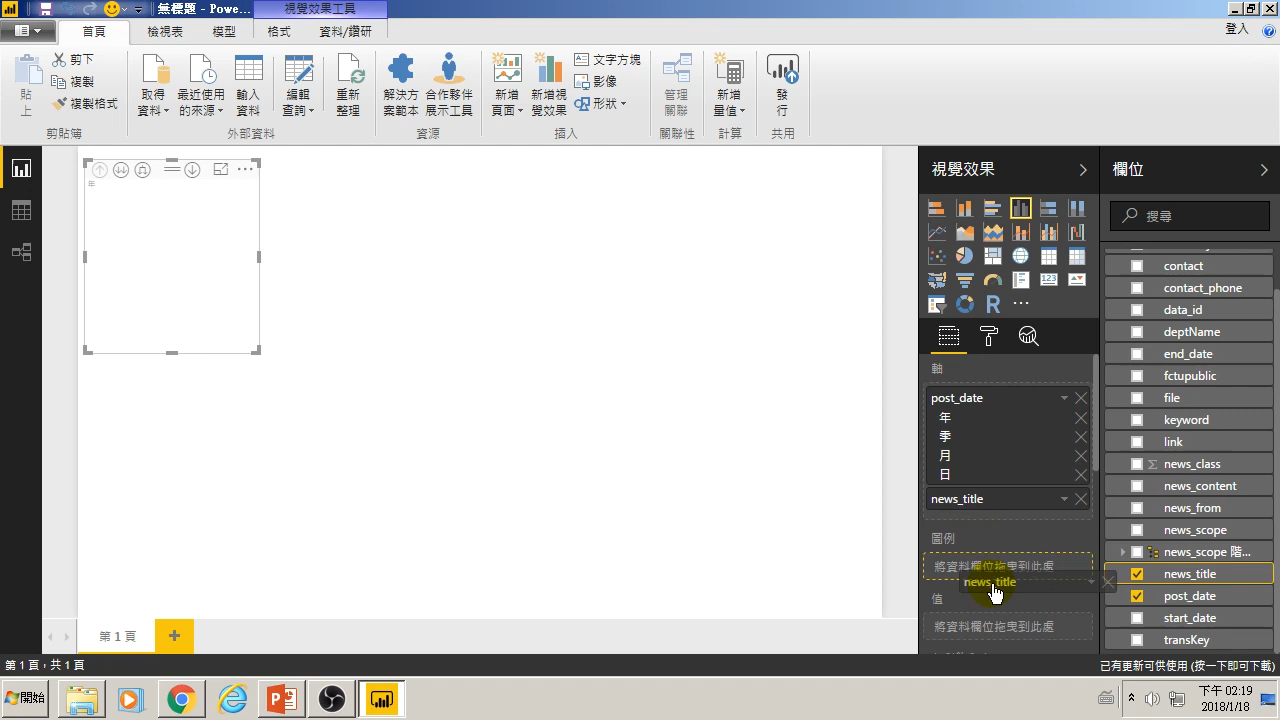 無標題 - Powe...
視覺效果工具
首頁
檢視表
模型
格式
資料/鑽研
登入
貼上
剪下
複製
複製格式
剪貼簿
取得資料
最近使用的來源
輸入資料
編輯查詢
外部資料
重新整理
解決方案範本
合作夥伴展示工具
資源
新增頁面
新增視覺效果
文字方塊
影像
形狀
插入
管理關聯
關聯性
新增量值
計算
發行
共用
年
視覺效果
欄位
搜尋
contact
contact_phone
data_id
deptName
end_date
fctupublic
file
keyword
link
news_class
news_content
news_from
news_scope
news_scope 階...
news_title
post_date
start_date
transKey
軸
post_date
年
季
月
日
news_title
圖例
將資料欄位拖曳到此處
news_title
值
將資料欄位拖曳到此處
第 1 頁
第 1 頁，共 1 頁
已有更新可供使用 (按一下即可下載)
開始
下午 02:19
2018/1/18